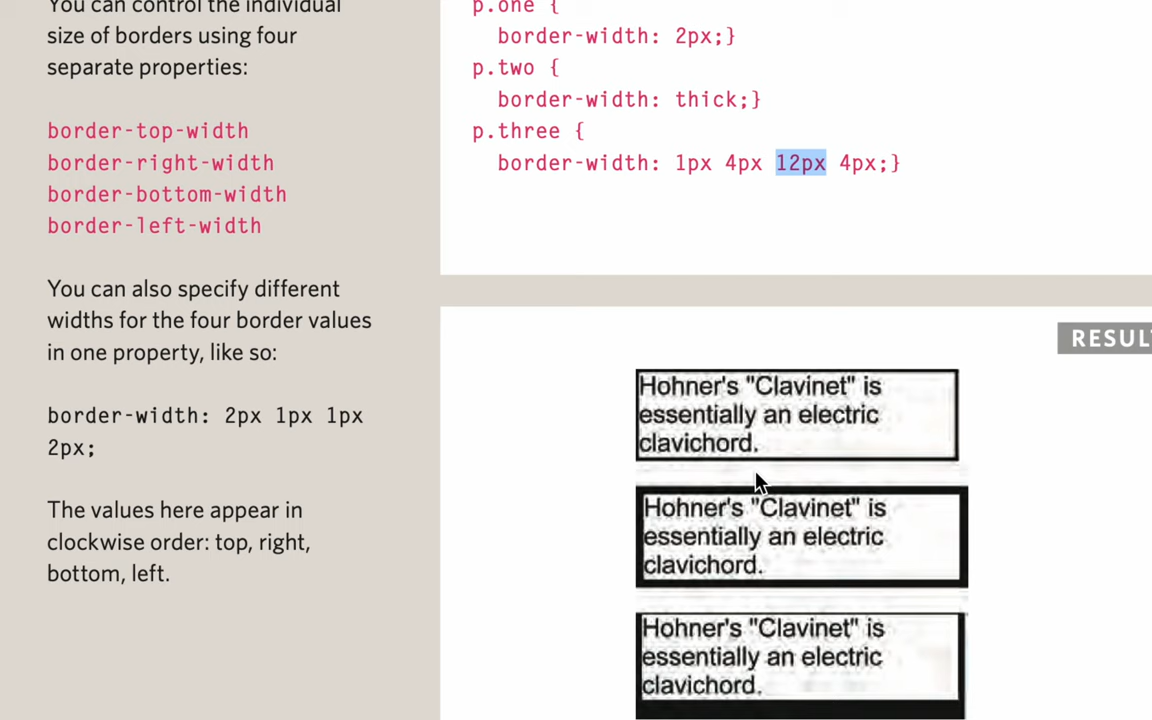 You can control the individual
size of borders using four
separate properties:
border-top-width
border-right-width
border-bottom-width
border-left-width
You can also specify different
widths for the four border values
in one property, like so:
border-width: 2px 1px 1px
2px;
The values here appear in
clockwise order: top, right,
bottom, left.
p.one {
border-width: 2px;}
p.two {
border-width: thick;}
p.three {
border-width: 1px 4px 12px 4px;}
RESUL
Hohner's "Clavinet" is
essentially an electric
clavichord.
Hohner's "Clavinet" is
essentially an electric
clavichord.
Hohner's "Clavinet" is
essentially an electric
clavichord.